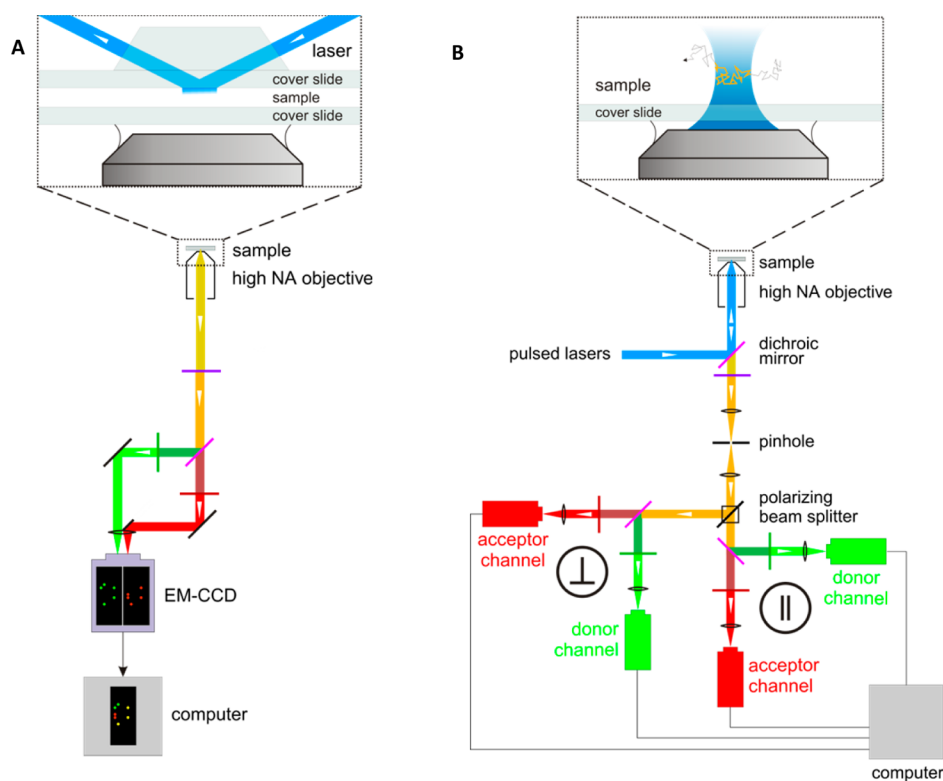 A
laser
cover slide
sample
cover slide
sample
high NA objective
EM-CCD
computer
B
sample
cover slide
sample
high NA objective
pulsed lasers
dichroic
mirror
pinhole
polarizing
beam splitter
acceptor
channel
⊥
donor
channel
||
donor
channel
acceptor
channel
computer